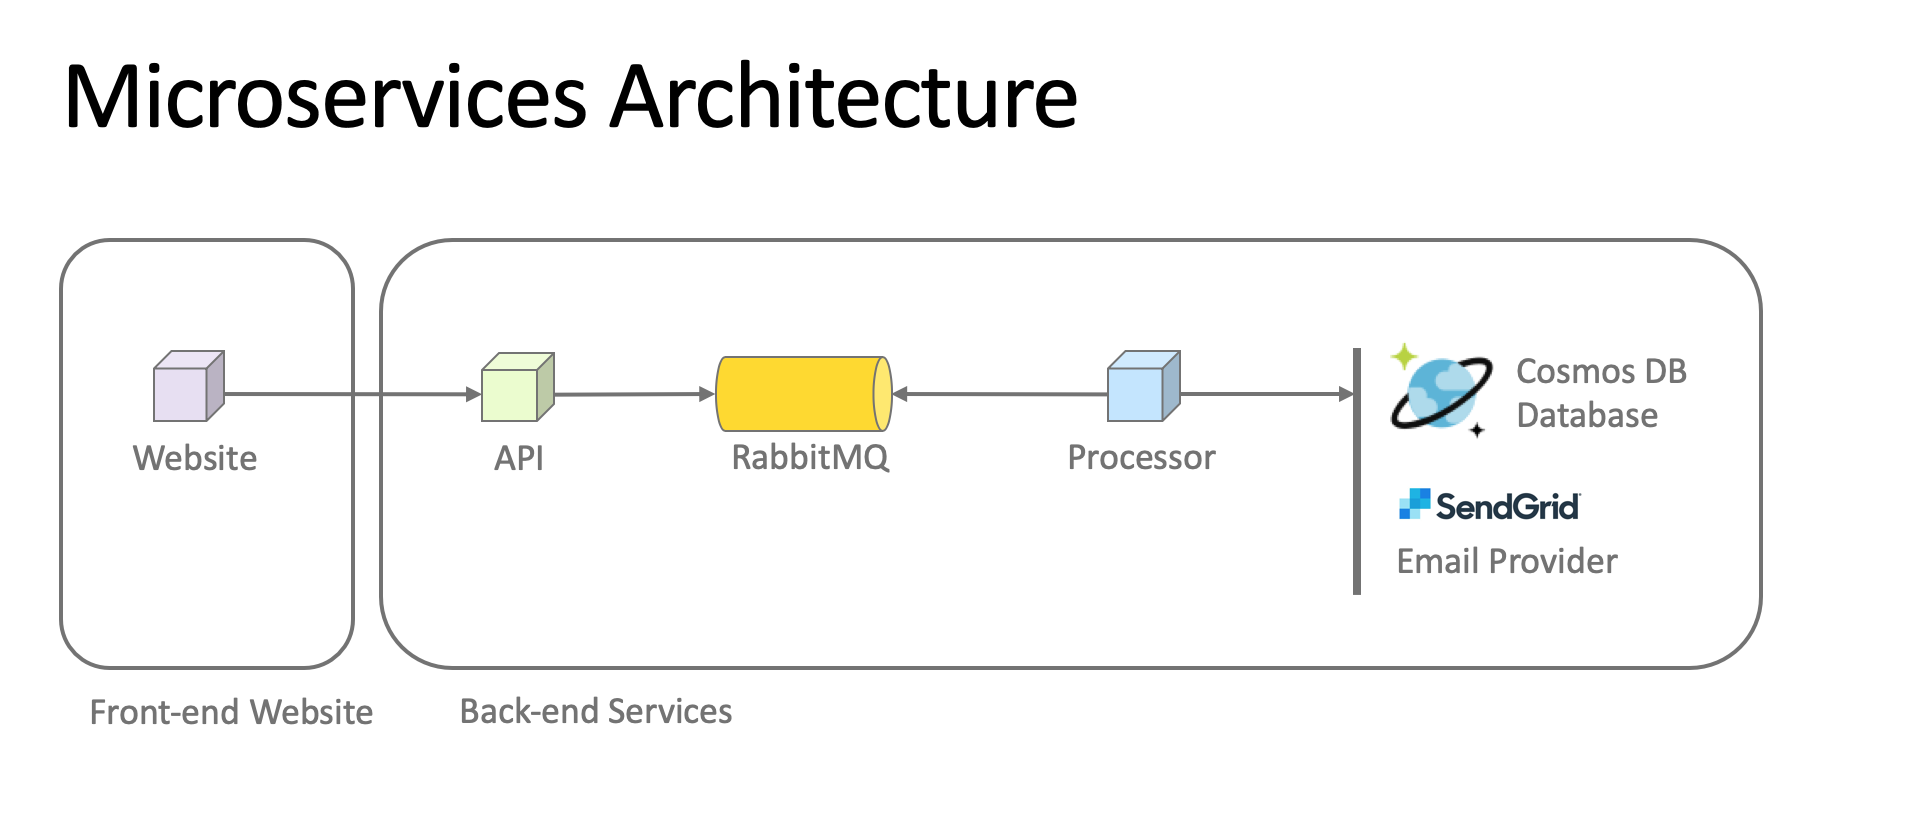 Microservices Architecture
Website
API
RabbitMQ
Processor
Cosmos DB
Database
SendGrid
Email Provider
Front-end Website
Back-end Services